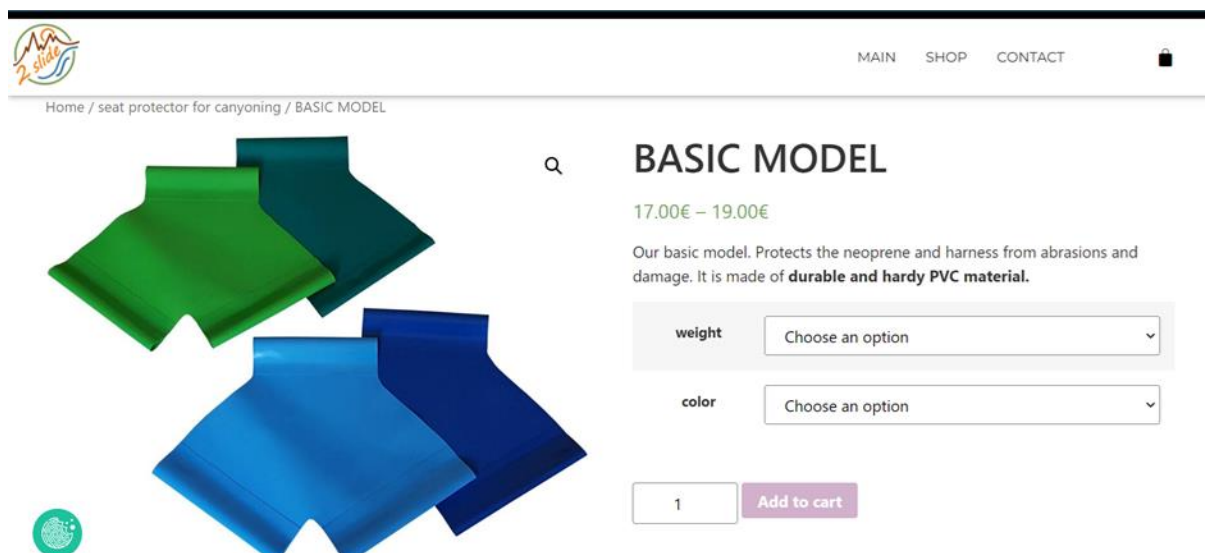 2 slide
MAIN SHOP CONTACT
Home / seat protector for canyoning / BASIC MODEL
BASIC MODEL
17.00€ – 19.00€
Our basic model. Protects the neoprene and harness from abrasions and
damage. It is made of durable and hardy PVC material.
weight Choose an option
color Choose an option
1 Add to cart